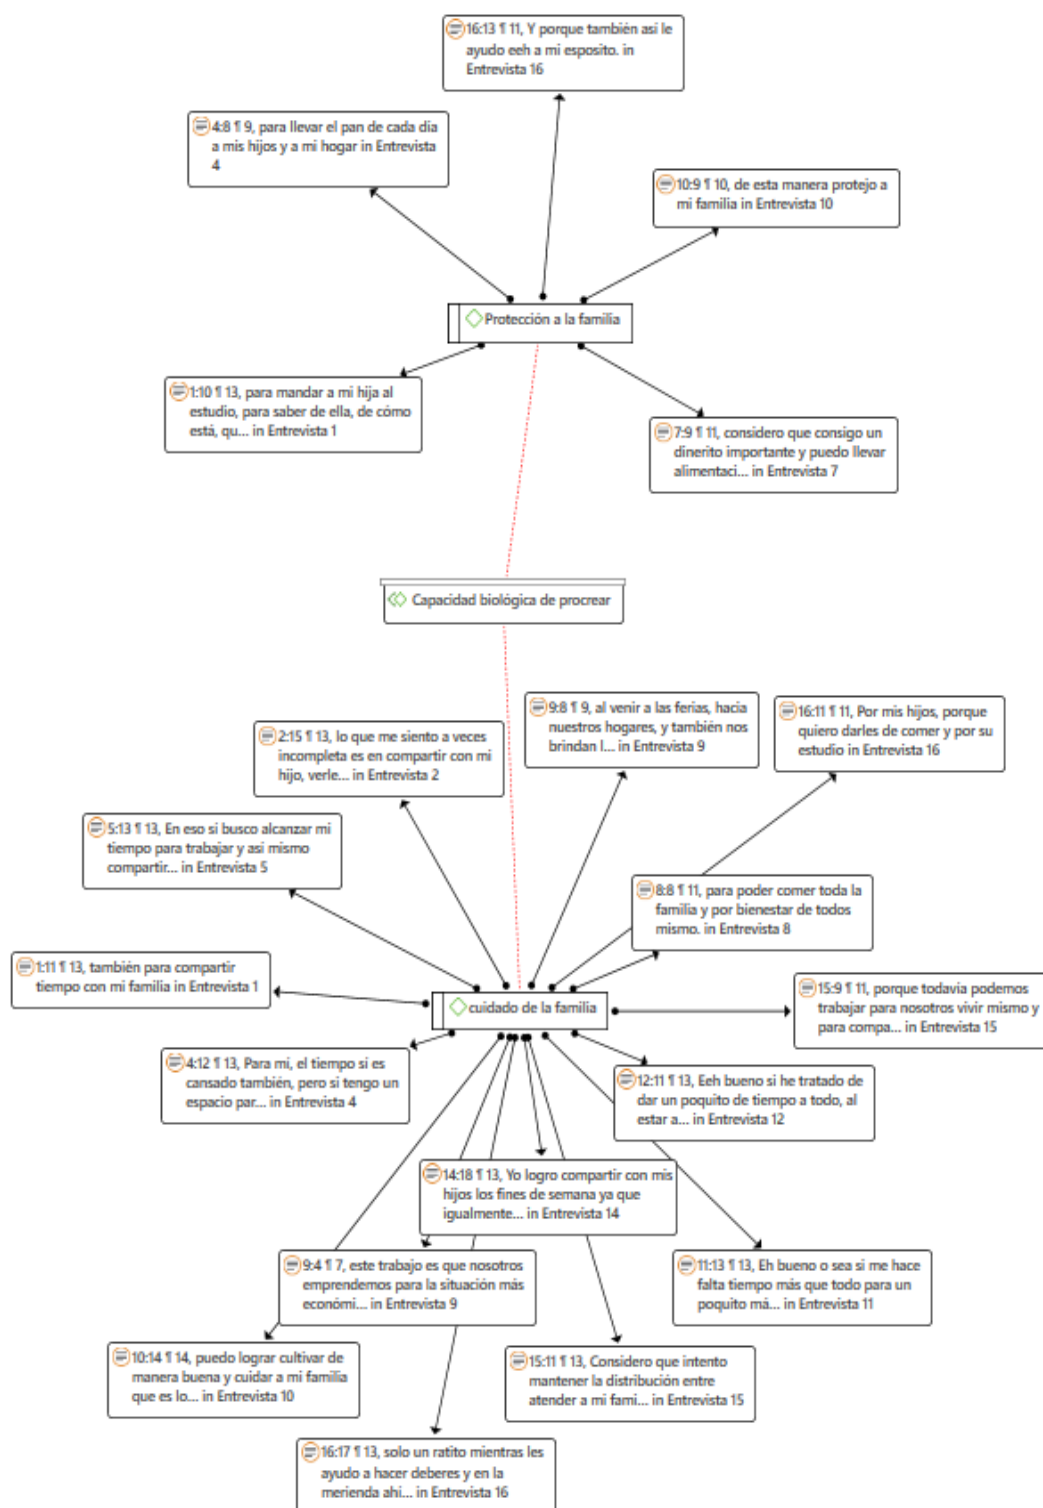 16:13 ¶ 11, Y porque también así le
ayudo eeh a mi esposito. in
Entrevista 16
4:8 ¶ 9, para llevar el pan de cada día
a mis hijos y a mi hogar in Entrevista
4
10:9 ¶ 10, de esta manera protejo a
mi familia in Entrevista 10
Protección a la familia
1:10 ¶ 13, para mandar a mi hija al
estudio, para saber de ella, de cómo
está, qu... in Entrevista 1
7:9 ¶ 11, considero que consigo un
dinerito importante y puedo llevar
alimentaci... in Entrevista 7
Capacidad biológica de procrear
9:8 ¶ 9, al venir a las ferias, hacia
nuestros hogares, y también nos
brindan l... in Entrevista 9
16:11 ¶ 11, Por mis hijos, porque
quiero darles de comer y por su
estudio in Entrevista 16
2:15 ¶ 13, lo que me siento a veces
incompleta es en compartir con mi
hijo, verle... in Entrevista 2
5:13 ¶ 13, En eso si busco alcanzar mi
tiempo para trabajar y asi mismo
compartir... in Entrevista 5
8:8 ¶ 11, para poder comer toda la
familia y por bienestar de todos
mismo. in Entrevista 8
1:11 ¶ 13, también para compartir
tiempo con mi familia in Entrevista 1
cuidado de la familia
15:9 ¶ 11, porque todavia podemos
trabajar para nosotros vivir mismo y
para compa... in Entrevista 15
4:12 ¶ 13, Para mi, el tiempo si es
cansado también, pero si tengo un
espacio par... in Entrevista 4
12:11 ¶ 13, Eeh bueno si he tratado de
dar un poquito de tiempo a todo, al
estar a... in Entrevista 12
14:18 ¶ 13, Yo logro compartir con mis
hijos los fines de semana ya que
igualmente... in Entrevista 14
9:4 ¶ 7, este trabajo es que nosotros
emprendemos para la situación más
económi... in Entrevista 9
11:13 ¶ 13, Eh bueno o sea si me hace
falta tiempo más que todo para un
poquito má... in Entrevista 11
10:14 ¶ 14, puedo lograr cultivar de
manera buena y cuidar a mi familia
que es lo... in Entrevista 10
15:11 ¶ 13, Considero que intento
mantener la distribución entre
atender a mi fami... in Entrevista 15
16:17 ¶ 13, solo un ratito mientras les
ayudo a hacer deberes y en la
merienda ahi... in Entrevista 16